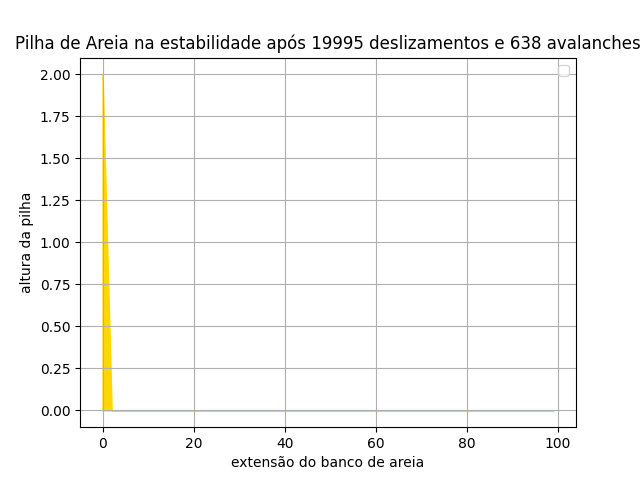 Pilha de Areia na estabilidade após 19995 deslizamentos e 638 avalanches
2.00
1.75
1.50
1.25
1.00
0.75
0.50
0.25
0.00
altura da pilha
0 20 40 60 80 100
extensão do banco de areia